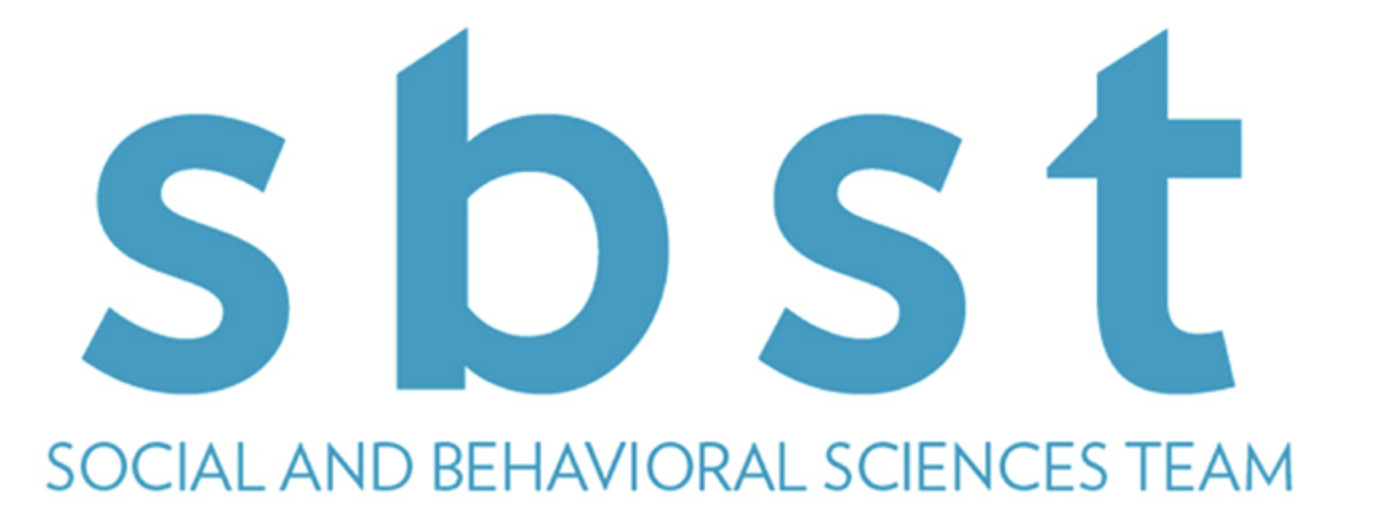 sbst
SOCIAL AND BEHAVIORAL SCIENCES TEAM